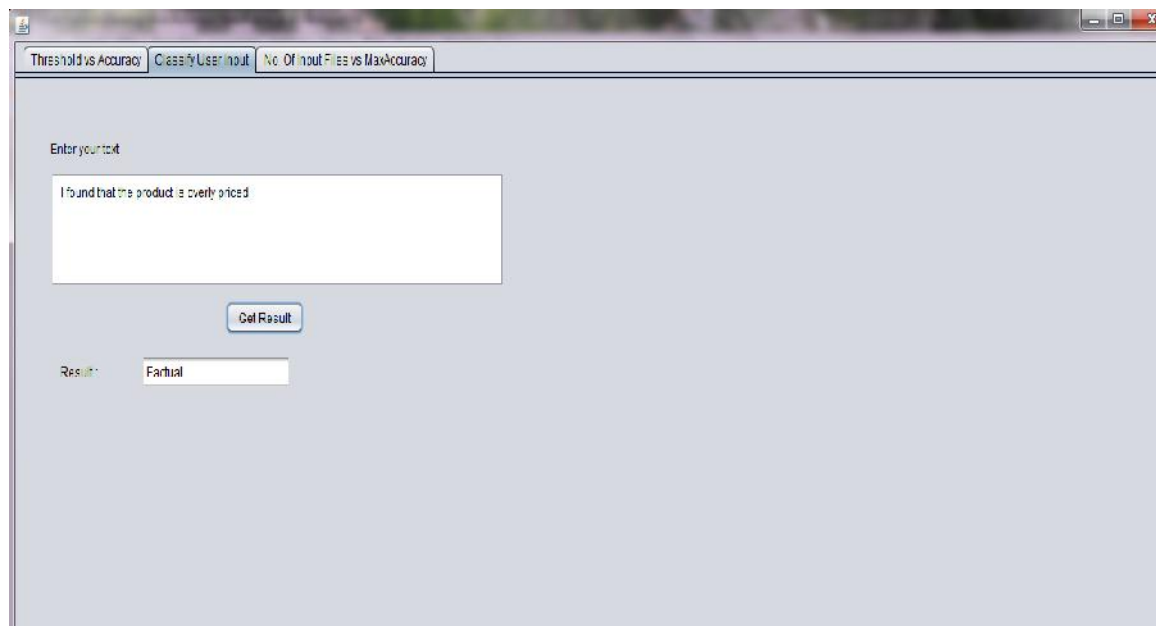 Threshold vs Accuracy Classify User Input No. Of Input Files vs MaxAccuracy
Enter your text
I found that the product is overly priced
Get Result
Result : Factual